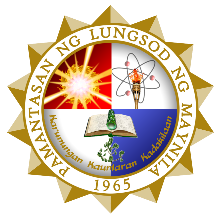 PAMANTASAN NG LUNGSOD NG MAYNILA
Karunungan Kaunlaran Kadakilaan
1965